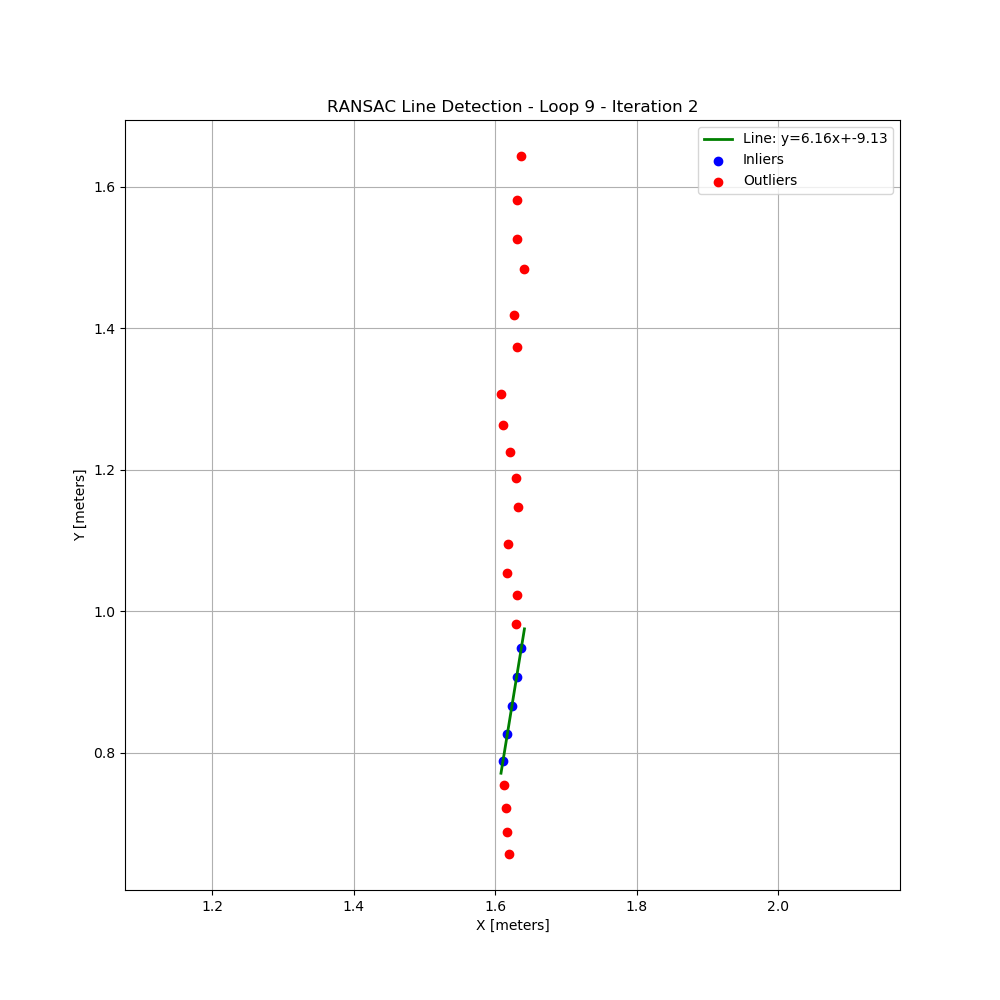 RANSAC Line Detection - Loop 9 - Iteration 2
Line: y=6.16x+-9.13
Inliers
Outliers
1.6
1.4
1.2
1.0
0.8
Y [meters]
1.2
1.4
1.6
1.8
2.0
X [meters]